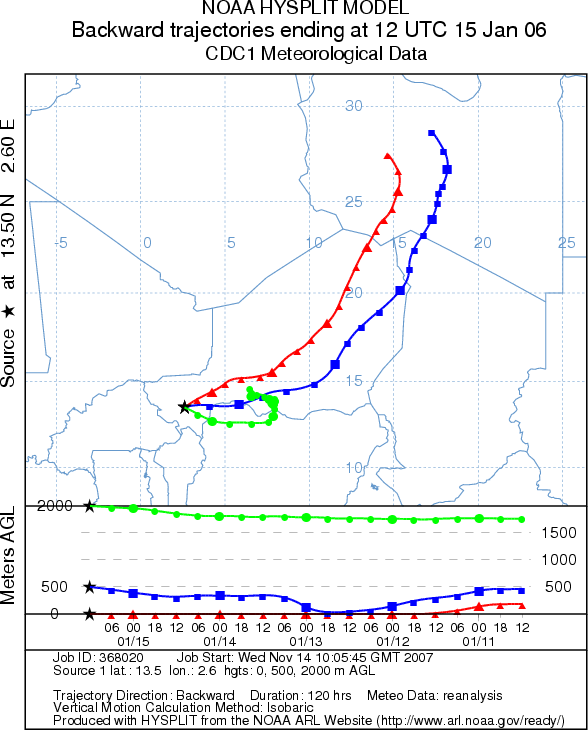 NOAA HYSPLIT MODEL
Backward trajectories ending at 12 UTC 15 Jan 06
CDC1 Meteorological Data
Source ★ at 13.50 N 2.60 E
30
25
-5 0 5 10 15 20 25
20
15
10
Meters AGL
2000
1500
1000
500 500
0
06 00 18 12 06 00 18 12 06 00 18 12 06 00 18 12 06 00 18 12
01/15 01/14 01/13 01/12 01/11
Job ID: 368020 Job Start: Wed Nov 14 10:05:45 GMT 2007
Source 1 lat.: 13.5 lon.: 2.6 hgts: 0, 500, 2000 m AGL
Trajectory Direction: Backward Duration: 120 hrs Meteo Data: reanalysis
Vertical Motion Calculation Method: Isobaric
Produced with HYSPLIT from the NOAA ARL Website (http://www.arl.noaa.gov/ready/)